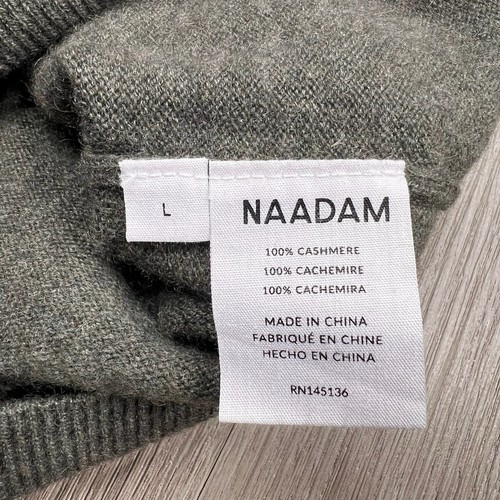 L
NAADAM
100% CASHMERE
100% CACHEMIRE
100% CACHEMIRA
MADE IN CHINA
FABRIQUÉ EN CHINE
HECHO EN CHINA
RN145136